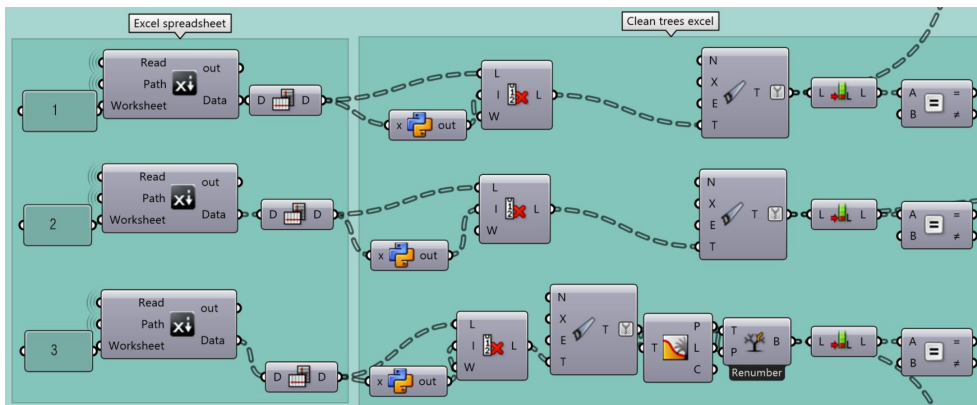 Excel spreadsheet
Clean trees excel
1
Read
Path
Worksheet
out
Data
D D
x out
L
I
W
L
N
X
E
T
T
L L
A
B
=
≠
2
Read
Path
Worksheet
out
Data
D D
x out
L
I
W
L
N
X
E
T
T
L L
A
B
=
≠
3
Read
Path
Worksheet
out
Data
D D
x out
L
I
W
L
N
X
E
T
T
T
P
L
C
T
P
B
Renumber
L L
A
B
=
≠